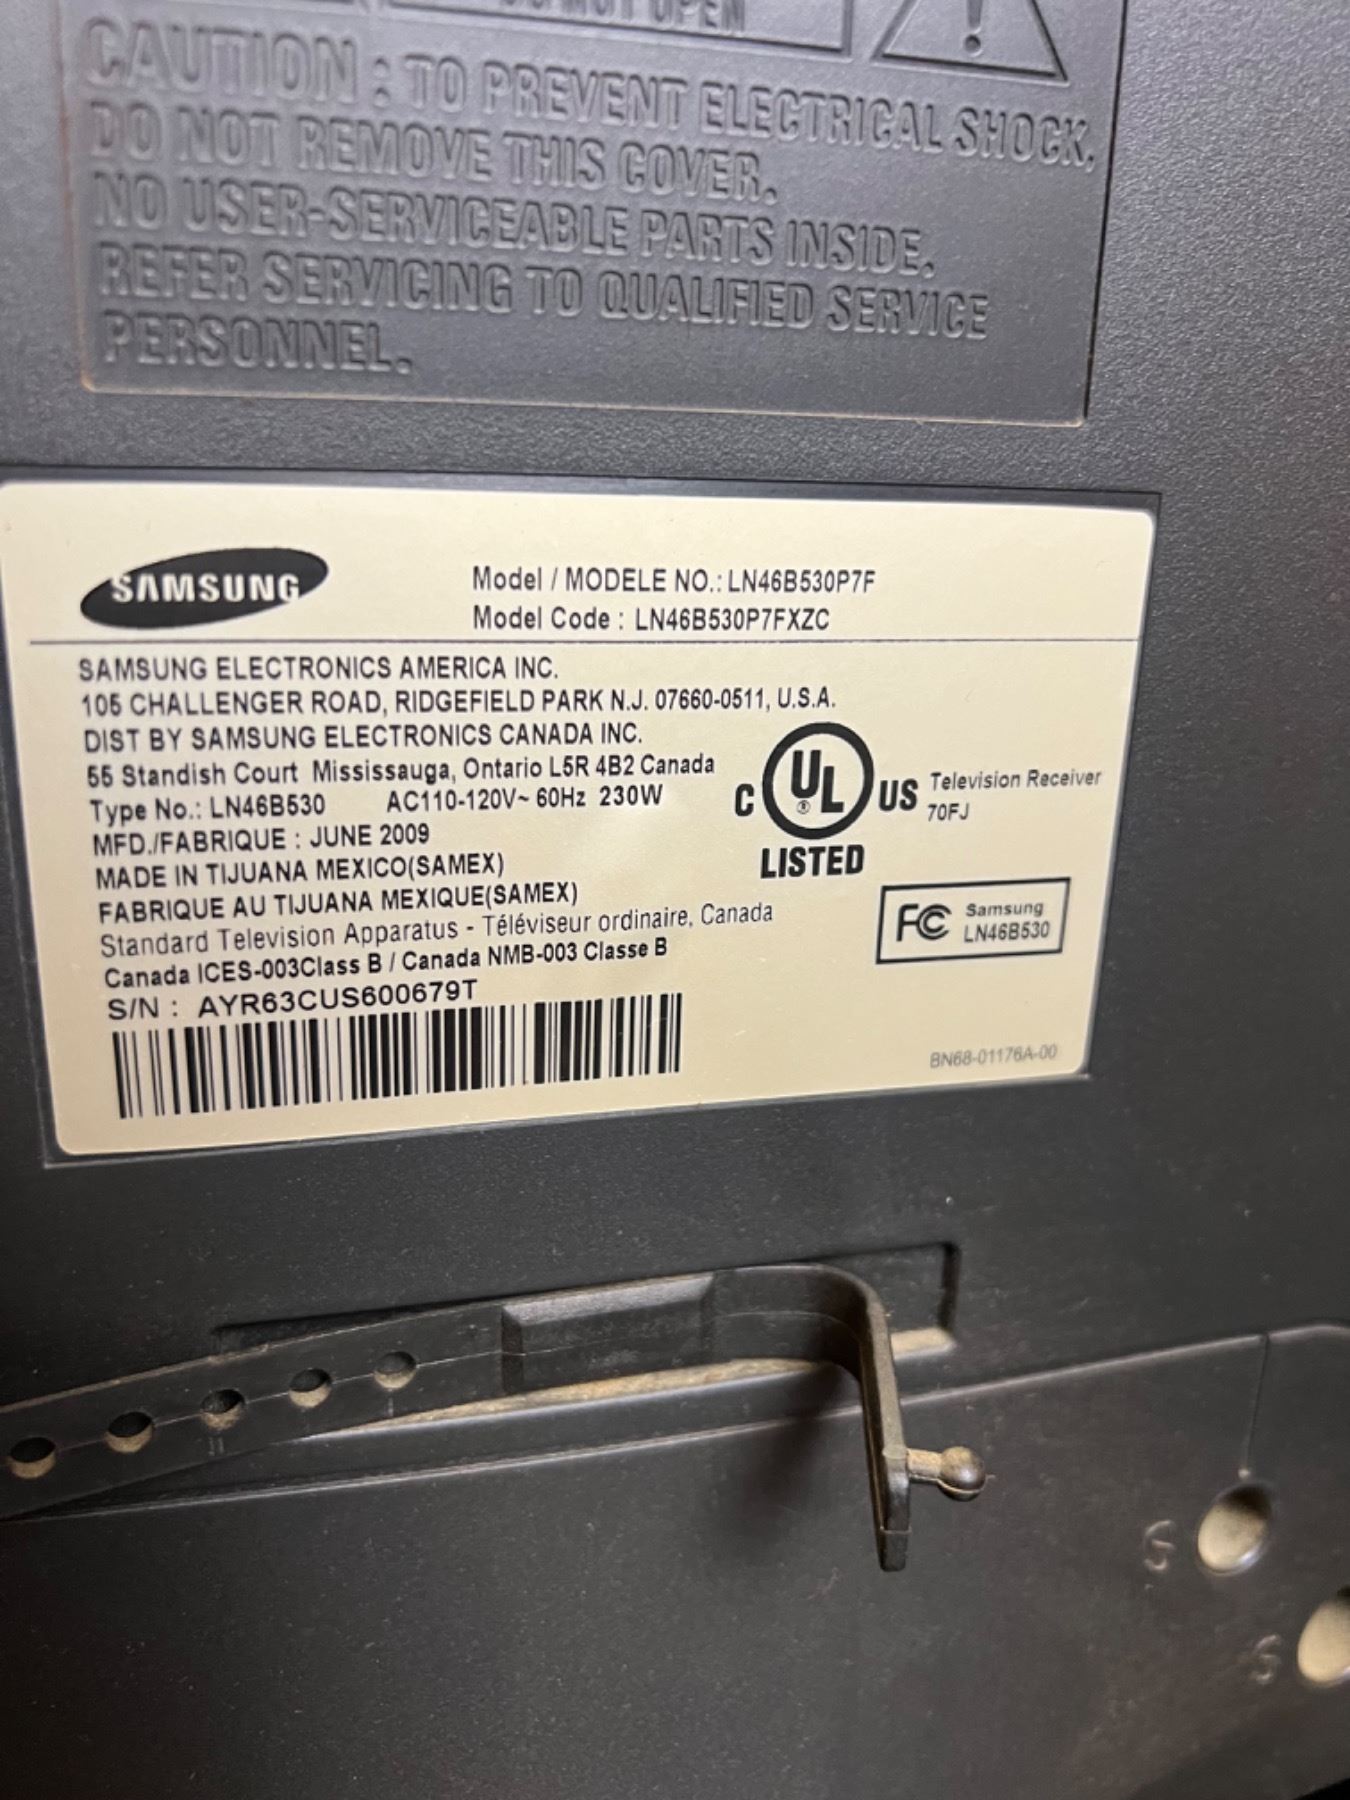 DO NOT OPEN
CAUTION : TO PREVENT ELECTRICAL SHOCK,
DO NOT REMOVE THIS COVER.
NO USER-SERVICEABLE PARTS INSIDE.
REFER SERVICING TO QUALIFIED SERVICE
PERSONNEL.
SAMSUNG
Model / MODELE NO.: LN46B530P7F
Model Code : LN46B530P7FXZC
SAMSUNG ELECTRONICS AMERICA INC.
105 CHALLENGER ROAD, RIDGEFIELD PARK N.J. 07660-0511, U.S.A.
DIST BY SAMSUNG ELECTRONICS CANADA INC.
55 Standish Court Mississauga, Ontario L5R 4B2 Canada
Type No.: LN46B530 AC110-120V~ 60Hz 230W
MFD./FABRIQUE : JUNE 2009
MADE IN TIJUANA MEXICO(SAMEX)
FABRIQUE AU TIJUANA MEXIQUE(SAMEX)
Standard Television Apparatus - Téléviseur ordinaire, Canada
Canada ICES-003Class B / Canada NMB-003 Classe B
S/N : AYR63CUS600679T
C UL® US
LISTED
Television Receiver
70FJ
FC Samsung
LN46B530
BN68-01176A-00